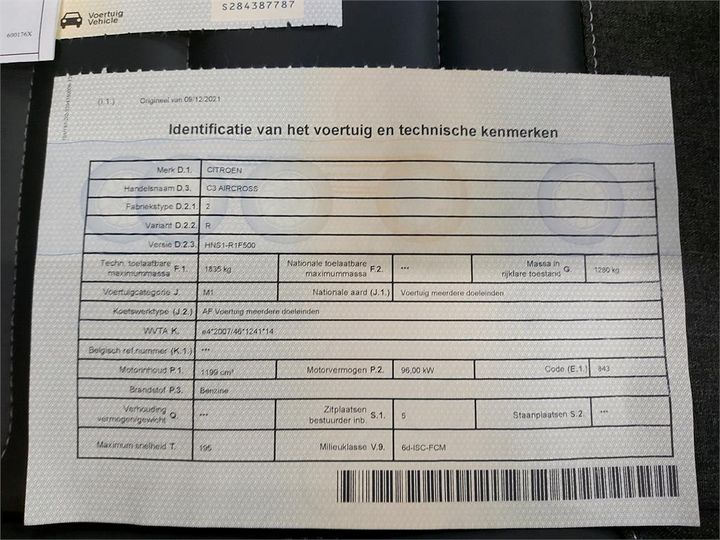 Voertuig
Vehicle
S284387787
600176X
(I.1.) Origineel van 09/12/2021
Identificatie van het voertuig en technische kenmerken
Merk D.1. CITROEN
Handelsnaam D.3. C3 AIRCROSS
Fabriekstype D.2.1. 2
Variant D.2.2. R
Versie D.2.3. HNS1-R1F500
Techn. toelaatbare maximummassa F.1. 1835 kg Nationale toelaatbare maximummassa F.2. *** Massa in rijklare toestand G. 1280 kg
Voertuigcategorie J. M1 Nationale aard (J.1.) Voertuig meerdere doeleinden
Koetswerktype (J.2.) AF Voertuig meerdere doeleinden
WVTA K. e4*2007/46*1241*14
Belgisch ref.nummer (K.1.) ***
Motorinhoud P.1. 1199 cm³ Motorvermogen P.2. 96,00 kW Code (E.1.) 843
Brandstof P.3. Benzine
Verhouding vermogen/gewicht Q. *** Zitplaatsen bestuurder inb. S.1. 5 Staanplaatsen S.2. ***
Maximum snelheid T. 195 Milieuklasse V.9. 6d-ISC-FCM